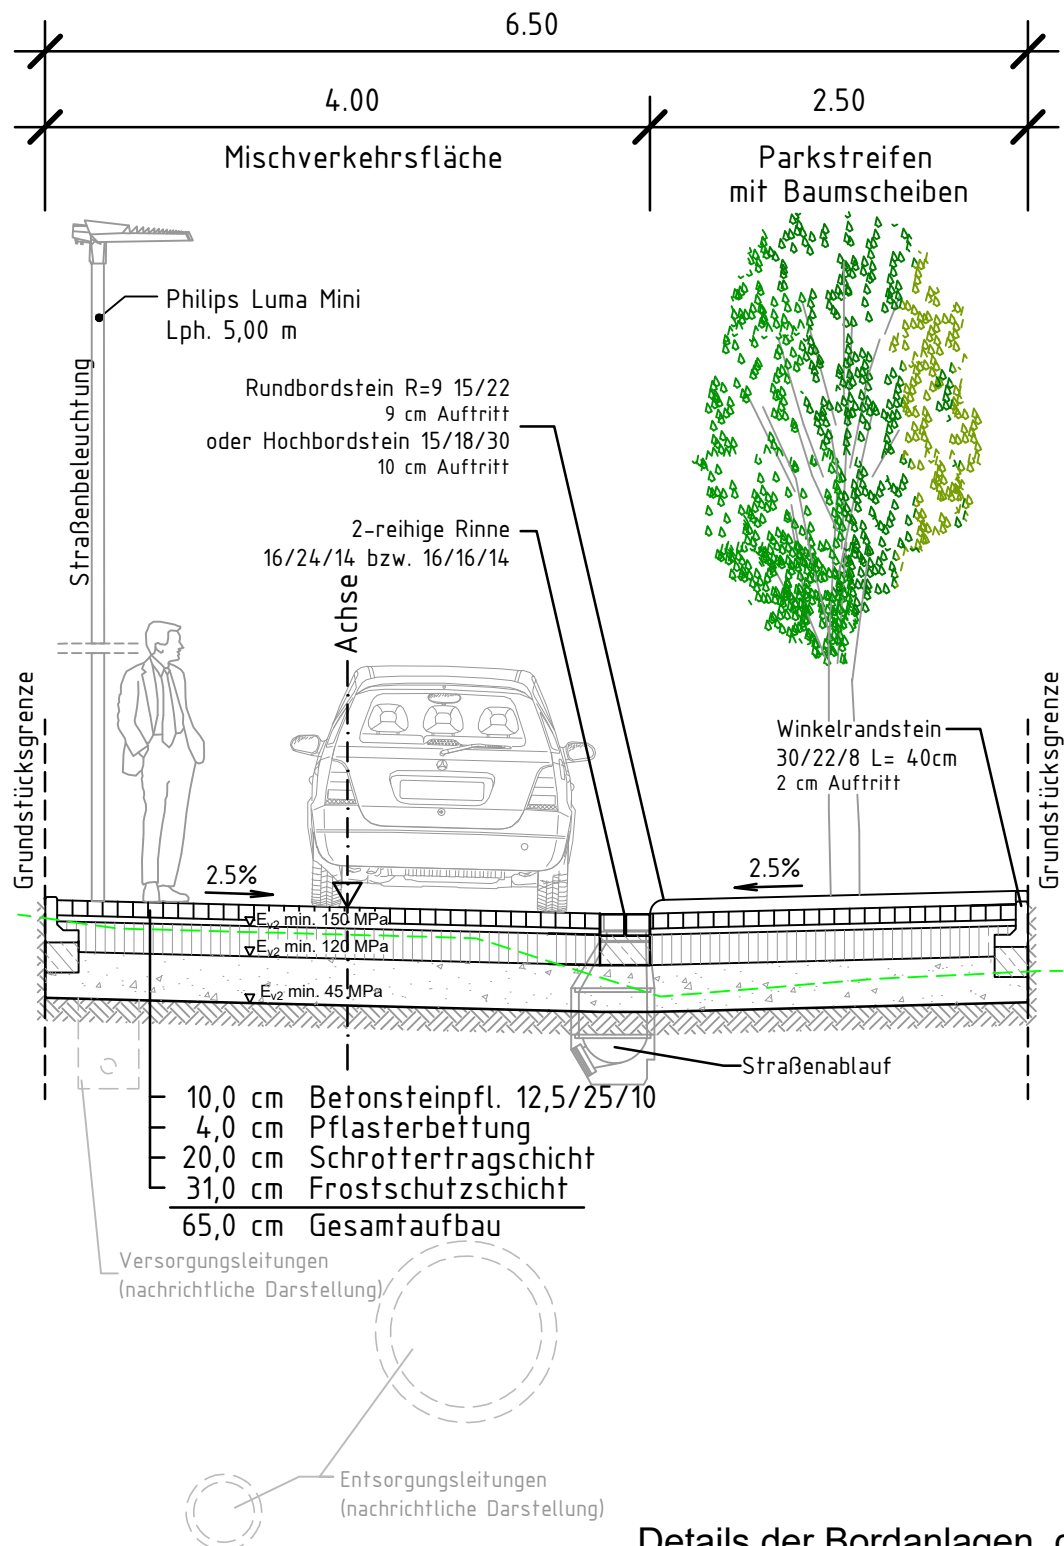 6.50
4.00
2.50
Mischverkehrsfläche
Parkstreifen
mit Baumscheiben
Philips Luma Mini
Lph. 5,00 m
Straßenbeleuchtung
Rundbordstein R=9 15/22
9 cm Auftritt
oder Hochbordstein 15/18/30
10 cm Auftritt
2-reihige Rinne
16/24/14 bzw. 16/16/14
Achse
Grundstücksgrenze
Winkelrandstein
30/22/8 L= 40cm
2 cm Auftritt
Grundstücksgrenze
2.5%
2.5%
Ev2 min. 150 MPa
Ev2 min. 120 MPa
Ev2 min. 45 MPa
Straßenablauf
10,0 cm Betonsteinpfl. 12,5/25/10
4,0 cm Pflasterbettung
20,0 cm Schrottertragschicht
31,0 cm Frostschutzschicht
65,0 cm Gesamtaufbau
Versorgungsleitungen
(nachrichtliche Darstellung)
Entsorgungsleitungen
(nachrichtliche Darstellung)
Details der Bordanlagen